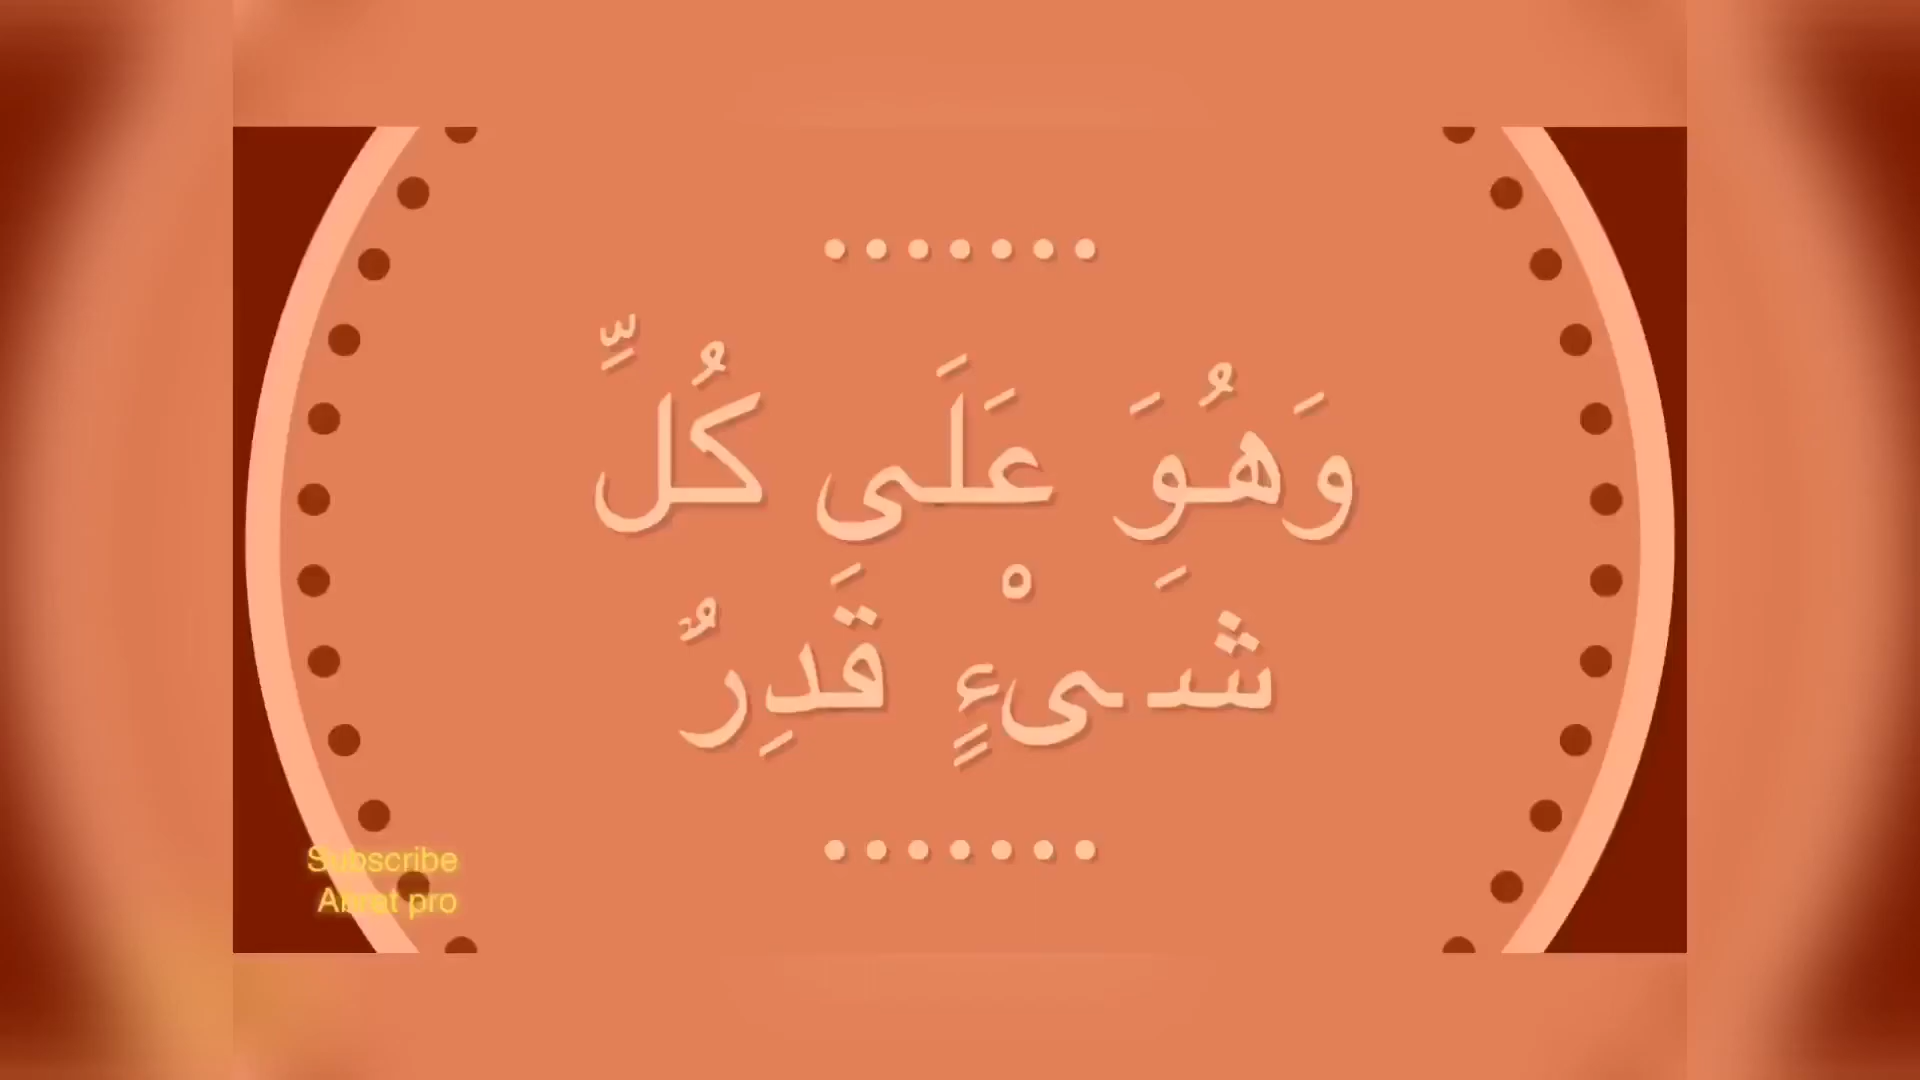 وَهُوَ عَلَى كُلِّ
شَىْءٍ قَدِرٌ
Subscribe